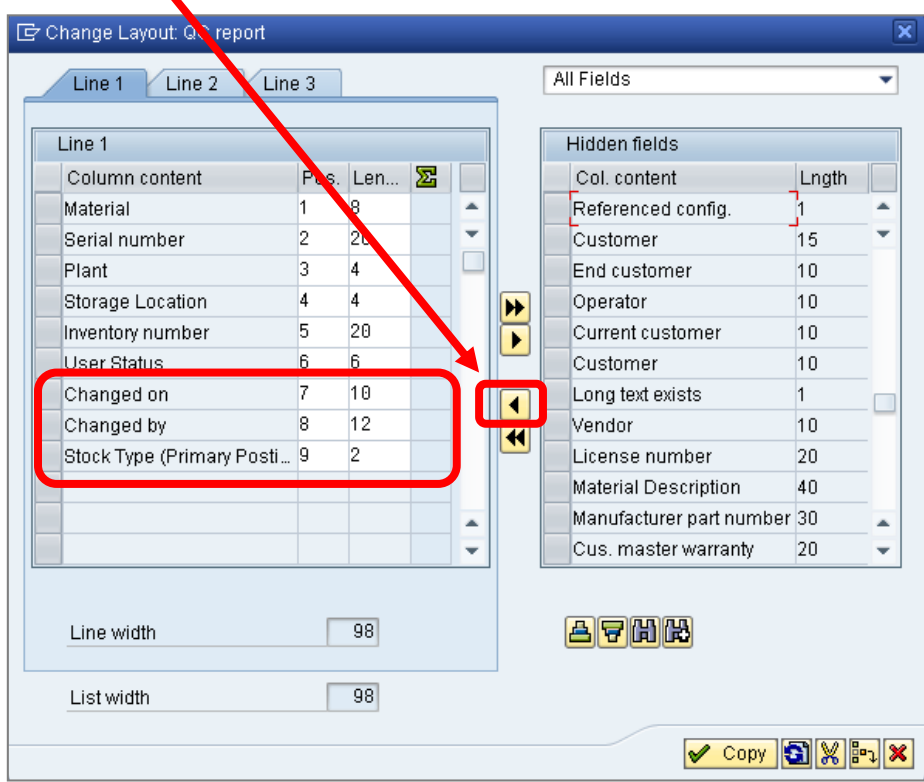 Change Layout: QC report
Line 1 Line 2 Line 3
All Fields
Line 1
Column content Pos. Len...
Material 1 8
Serial number 2 20
Plant 3 4
Storage Location 4 4
Inventory number 5 20
User Status 6 6
Changed on 7 10
Changed by 8 12
Stock Type (Primary Posti... 9 2
Hidden fields
Col. content Lngth
Referenced config. 1
Customer 15
End customer 10
Operator 10
Current customer 10
Customer 10
Long text exists 1
Vendor 10
License number 20
Material Description 40
Manufacturer part number 30
Cus. master warranty 20
Line width 98
List width 98
Copy